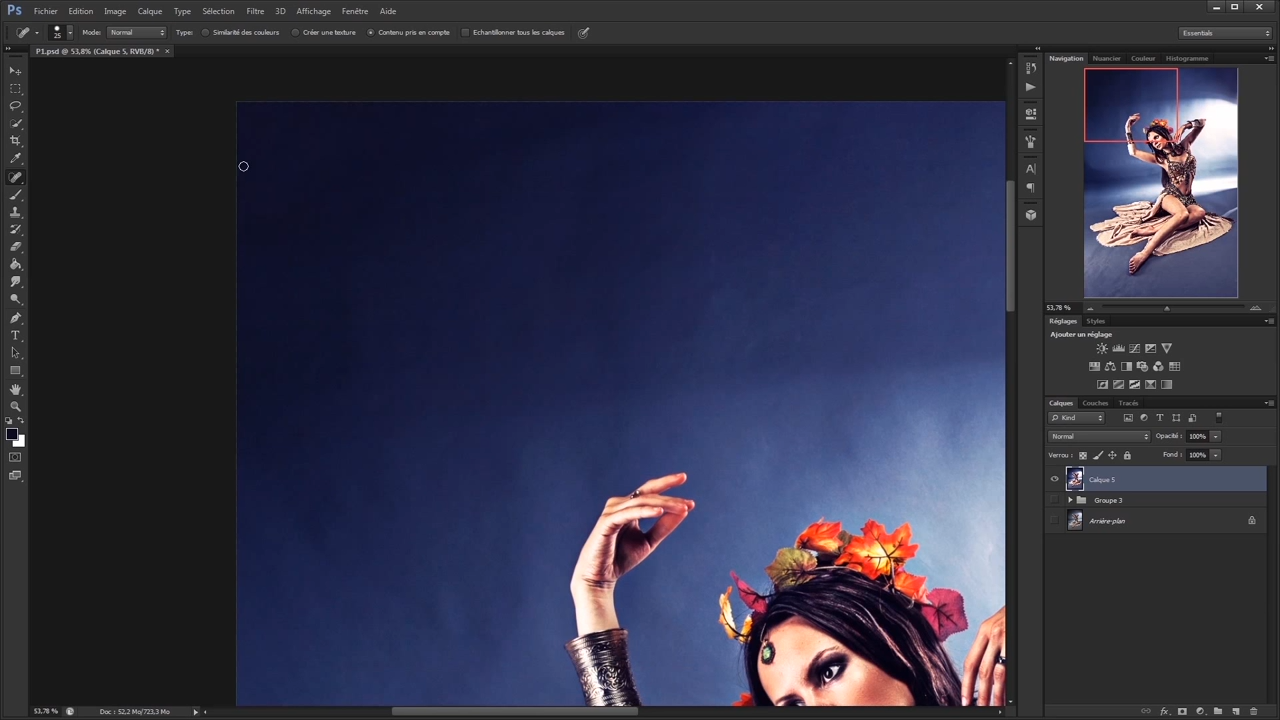 Ps Fichier Edition Image Calque Type Sélection Filtre 3D Affichage Fenêtre Aide
25 Mode: Normal Type: Similarité des couleurs Créer une texture Contenu pris en compte Echantillonner tous les calques Essentials
P1.psd @ 53,8% (Calque 5, RVB/8) * ×
Navigation Nuancier Couleur Histogramme
53,78 %
Réglages Styles
Ajouter un réglage
Calques Couches Tracés
Kind
Normal Opacité : 100%
Verrou : Fond : 100%
Calque 5
Groupe 3
Arrière-plan
53,78 % Doc : 52,2 Mo/723,3 Mo